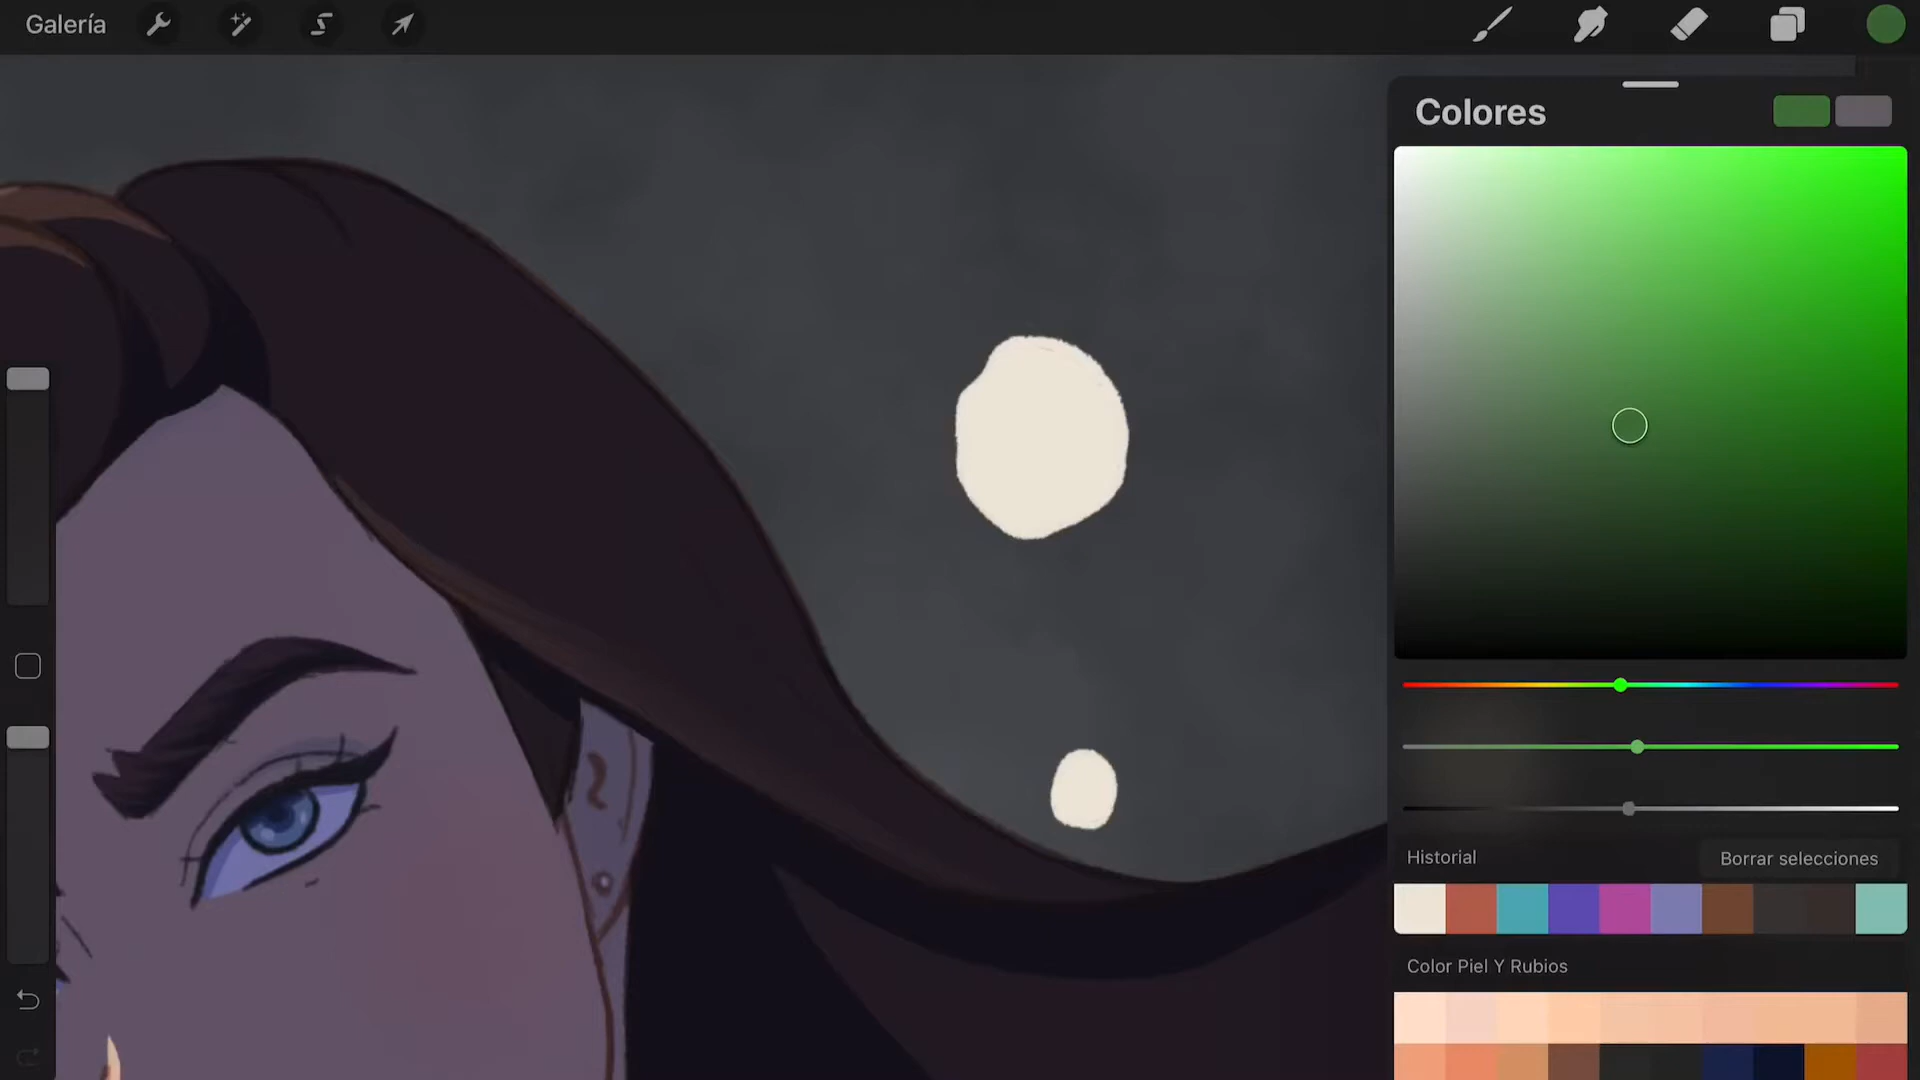 Galería
Colores
Historial
Borrar selecciones
Color Piel Y Rubios